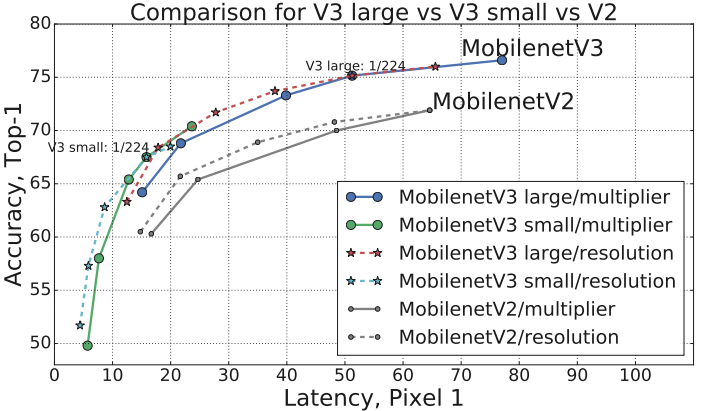 Comparison for V3 large vs V3 small vs V2
80
75
70
65
60
55
50
Accuracy, Top-1
V3 large: 1/224
MobilenetV3
MobilenetV2
V3 small: 1/224
MobilenetV3 large/multiplier
MobilenetV3 small/multiplier
MobilenetV3 large/resolution
MobilenetV3 small/resolution
MobilenetV2/multiplier
MobilenetV2/resolution
0 10 20 30 40 50 60 70 80 90 100
Latency, Pixel 1